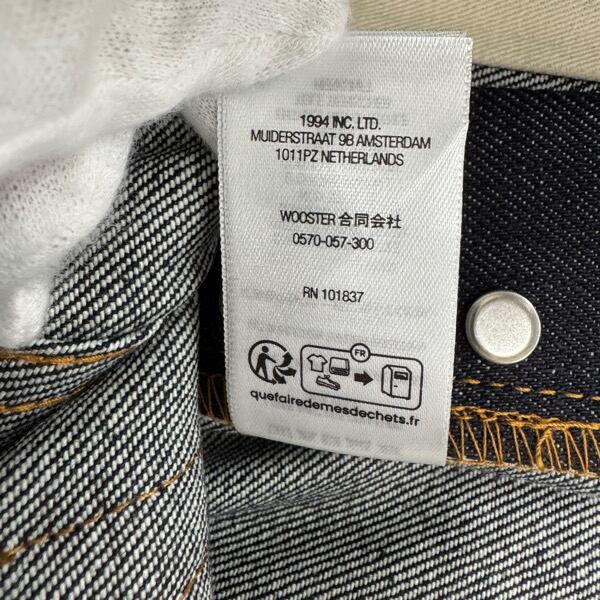 1994 INC. LTD.
MUIDERSTRAAT 9B AMSTERDAM
1011PZ NETHERLANDS
WOOSTER 合同会社
0570-057-300
RN 101837
FR
quefairedemesdechets.fr